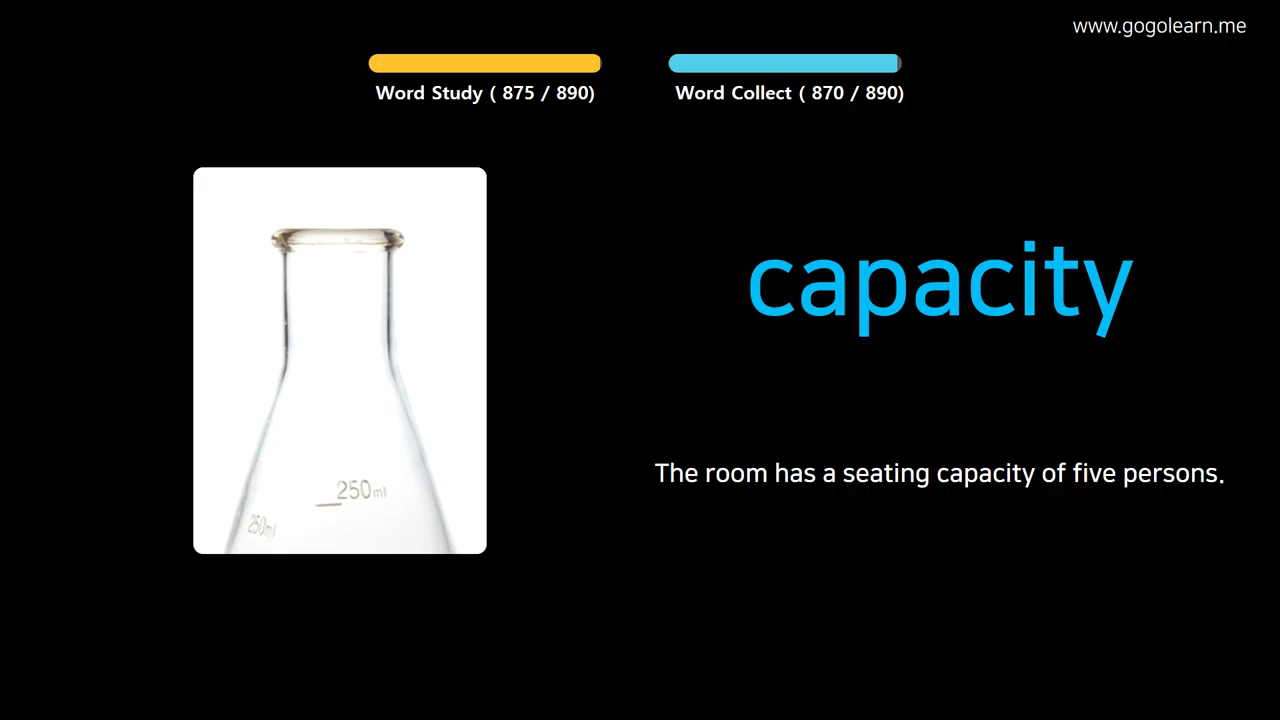 www.gogolearn.me
Word Study ( 875 / 890)
Word Collect ( 870 / 890)
capacity
The room has a seating capacity of five persons.
250ml
250ml